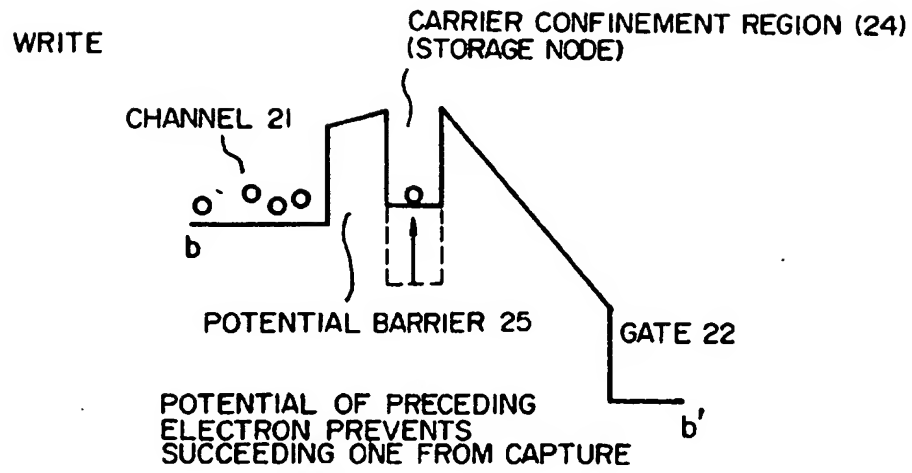 WRITE
CARRIER CONFINEMENT REGION (24)
(STORAGE NODE)
CHANNEL 21
b
POTENTIAL BARRIER 25
GATE 22
b'
POTENTIAL OF PRECEDING
ELECTRON PREVENTS
SUCCEEDING ONE FROM CAPTURE